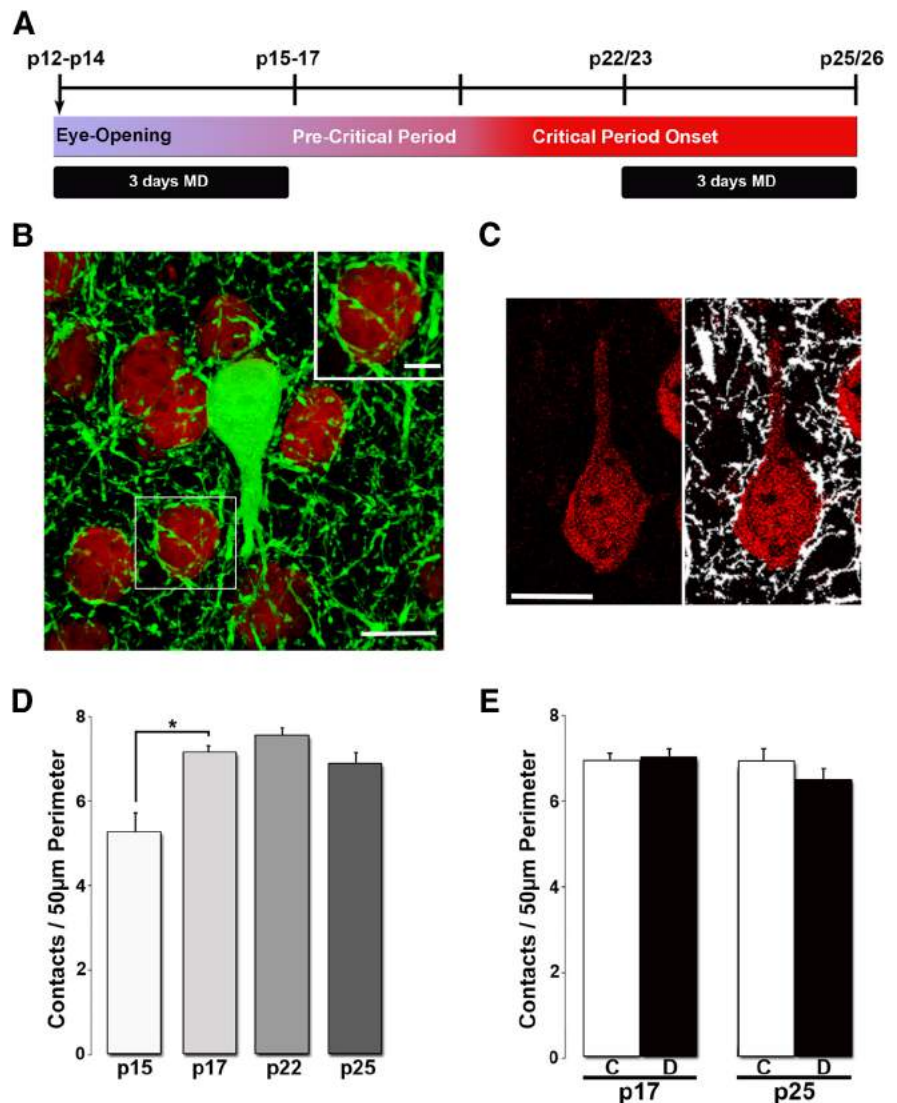 A
p12-p14 p15-17 p22/23 p25/26
Eye-Opening Pre-Critical Period Critical Period Onset
3 days MD 3 days MD
B
C
D
*
Contacts / 50µm Perimeter
8
6
4
2
0
p15 p17 p22 p25
E
Contacts / 50µm Perimeter
8
6
4
2
0
C D C D
p17 p25